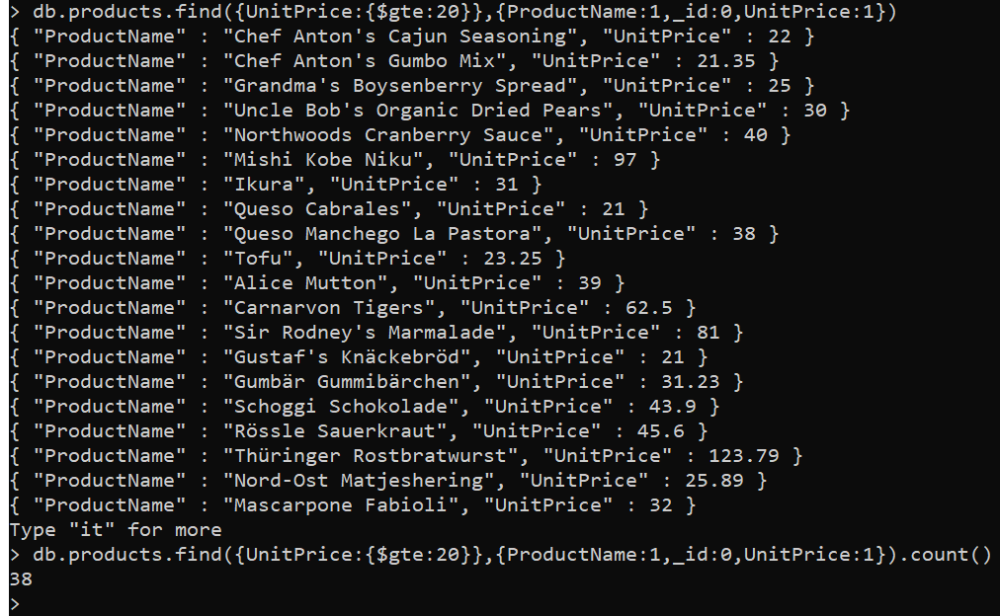 > db.products.find({UnitPrice:{$gte:20}},{ProductName:1,_id:0,UnitPrice:1})
{ "ProductName" : "Chef Anton's Cajun Seasoning", "UnitPrice" : 22 }
{ "ProductName" : "Chef Anton's Gumbo Mix", "UnitPrice" : 21.35 }
{ "ProductName" : "Grandma's Boysenberry Spread", "UnitPrice" : 25 }
{ "ProductName" : "Uncle Bob's Organic Dried Pears", "UnitPrice" : 30 }
{ "ProductName" : "Northwoods Cranberry Sauce", "UnitPrice" : 40 }
{ "ProductName" : "Mishi Kobe Niku", "UnitPrice" : 97 }
{ "ProductName" : "Ikura", "UnitPrice" : 31 }
{ "ProductName" : "Queso Cabrales", "UnitPrice" : 21 }
{ "ProductName" : "Queso Manchego La Pastora", "UnitPrice" : 38 }
{ "ProductName" : "Tofu", "UnitPrice" : 23.25 }
{ "ProductName" : "Alice Mutton", "UnitPrice" : 39 }
{ "ProductName" : "Carnarvon Tigers", "UnitPrice" : 62.5 }
{ "ProductName" : "Sir Rodney's Marmalade", "UnitPrice" : 81 }
{ "ProductName" : "Gustaf's Knäckebröd", "UnitPrice" : 21 }
{ "ProductName" : "Gumbär Gummibärchen", "UnitPrice" : 31.23 }
{ "ProductName" : "Schoggi Schokolade", "UnitPrice" : 43.9 }
{ "ProductName" : "Rössle Sauerkraut", "UnitPrice" : 45.6 }
{ "ProductName" : "Thüringer Rostbratwurst", "UnitPrice" : 123.79 }
{ "ProductName" : "Nord-Ost Matjeshering", "UnitPrice" : 25.89 }
{ "ProductName" : "Mascarpone Fabioli", "UnitPrice" : 32 }
Type "it" for more
> db.products.find({UnitPrice:{$gte:20}},{ProductName:1,_id:0,UnitPrice:1}).count()
38
>